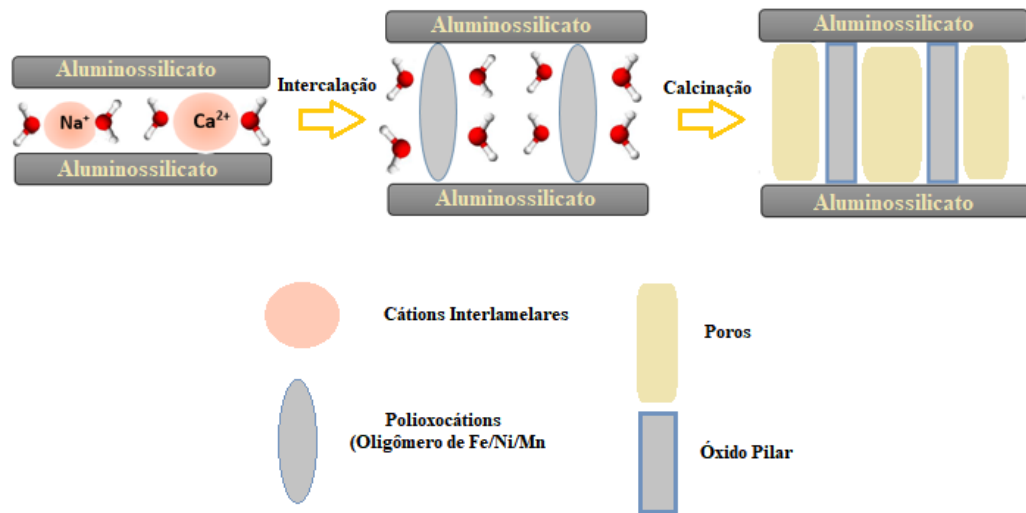 Aluminossilicato
Na⁺
Ca²⁺
Aluminossilicato
Intercalação
Aluminossilicato
Aluminossilicato
Calcinação
Aluminossilicato
Aluminossilicato
Cátions Interlamelares
Poros
Polioxocátions
(Oligômero de Fe/Ni/Mn
Óxido Pilar